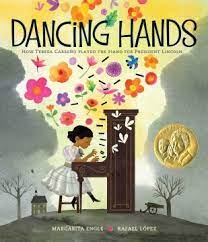 DANCING HANDS
HOW TERESA CARREÑO PLAYED THE PIANO FOR PRESIDENT LINCOLN
MARGARITA ENGLE RAFAEL LÓPEZ